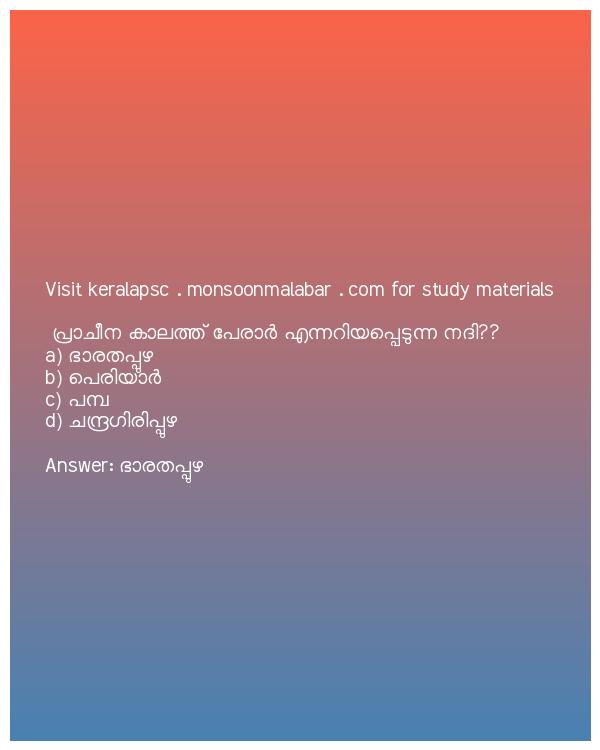 Visit keralapsc . monsoonmalabar . com for study materials
പ്രാചീന കാലത്ത് പേരാർ എന്നറിയപ്പെടുന്ന നദി??
a) ഭാരതപ്പുഴ
b) പെരിയാർ
c) പമ്പ
d) ചന്ദ്രഗിരിപ്പുഴ
Answer: ഭാരതപ്പുഴ